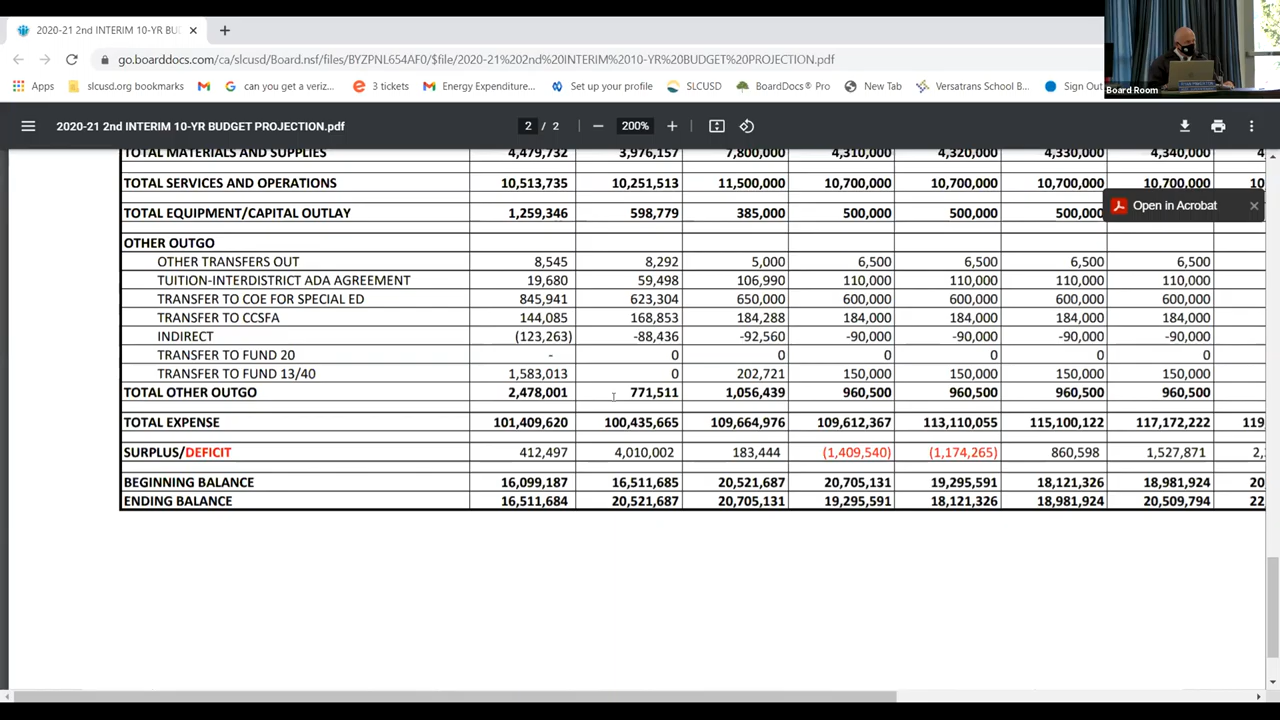 2020-21 2nd INTERIM 10-YR BU
go.boarddocs.com/ca/slcusd/Board.nsf/files/BYZPNL654AF0/$file/2020-21%202nd%20INTERIM%2010-YR%20BUDGET%20PROJECTION.pdf
Apps slcusd.org bookmarks can you get a veriz... 3 tickets Energy Expenditure... Set up your profile SLCUSD BoardDocs® Pro New Tab Versatrans School B... Sign Out
Board Room
2020-21 2nd INTERIM 10-YR BUDGET PROJECTION.pdf 2 / 2 200%
Open in Acrobat
TOTAL MATERIALS AND SUPPLIES 4,479,732 3,976,157 7,800,000 4,310,000 4,320,000 4,330,000 4,340,000 4
TOTAL SERVICES AND OPERATIONS 10,513,735 10,251,513 11,500,000 10,700,000 10,700,000 10,700,000 10,700,000 10
TOTAL EQUIPMENT/CAPITAL OUTLAY 1,259,346 598,779 385,000 500,000 500,000 500,000
OTHER OUTGO
OTHER TRANSFERS OUT 8,545 8,292 5,000 6,500 6,500 6,500 6,500
TUITION-INTERDISTRICT ADA AGREEMENT 19,680 59,498 106,990 110,000 110,000 110,000 110,000
TRANSFER TO COE FOR SPECIAL ED 845,941 623,304 650,000 600,000 600,000 600,000 600,000
TRANSFER TO CCSFA 144,085 168,853 184,288 184,000 184,000 184,000 184,000
INDIRECT (123,263) -88,436 -92,560 -90,000 -90,000 -90,000 -90,000
TRANSFER TO FUND 20 - 0 0 0 0 0 0
TRANSFER TO FUND 13/40 1,583,013 0 202,721 150,000 150,000 150,000 150,000
TOTAL OTHER OUTGO 2,478,001 771,511 1,056,439 960,500 960,500 960,500 960,500
TOTAL EXPENSE 101,409,620 100,435,665 109,664,976 109,612,367 113,110,055 115,100,122 117,172,222 119
SURPLUS/DEFICIT 412,497 4,010,002 183,444 (1,409,540) (1,174,265) 860,598 1,527,871 2,
BEGINNING BALANCE 16,099,187 16,511,685 20,521,687 20,705,131 19,295,591 18,121,326 18,981,924 20
ENDING BALANCE 16,511,684 20,521,687 20,705,131 19,295,591 18,121,326 18,981,924 20,509,794 22